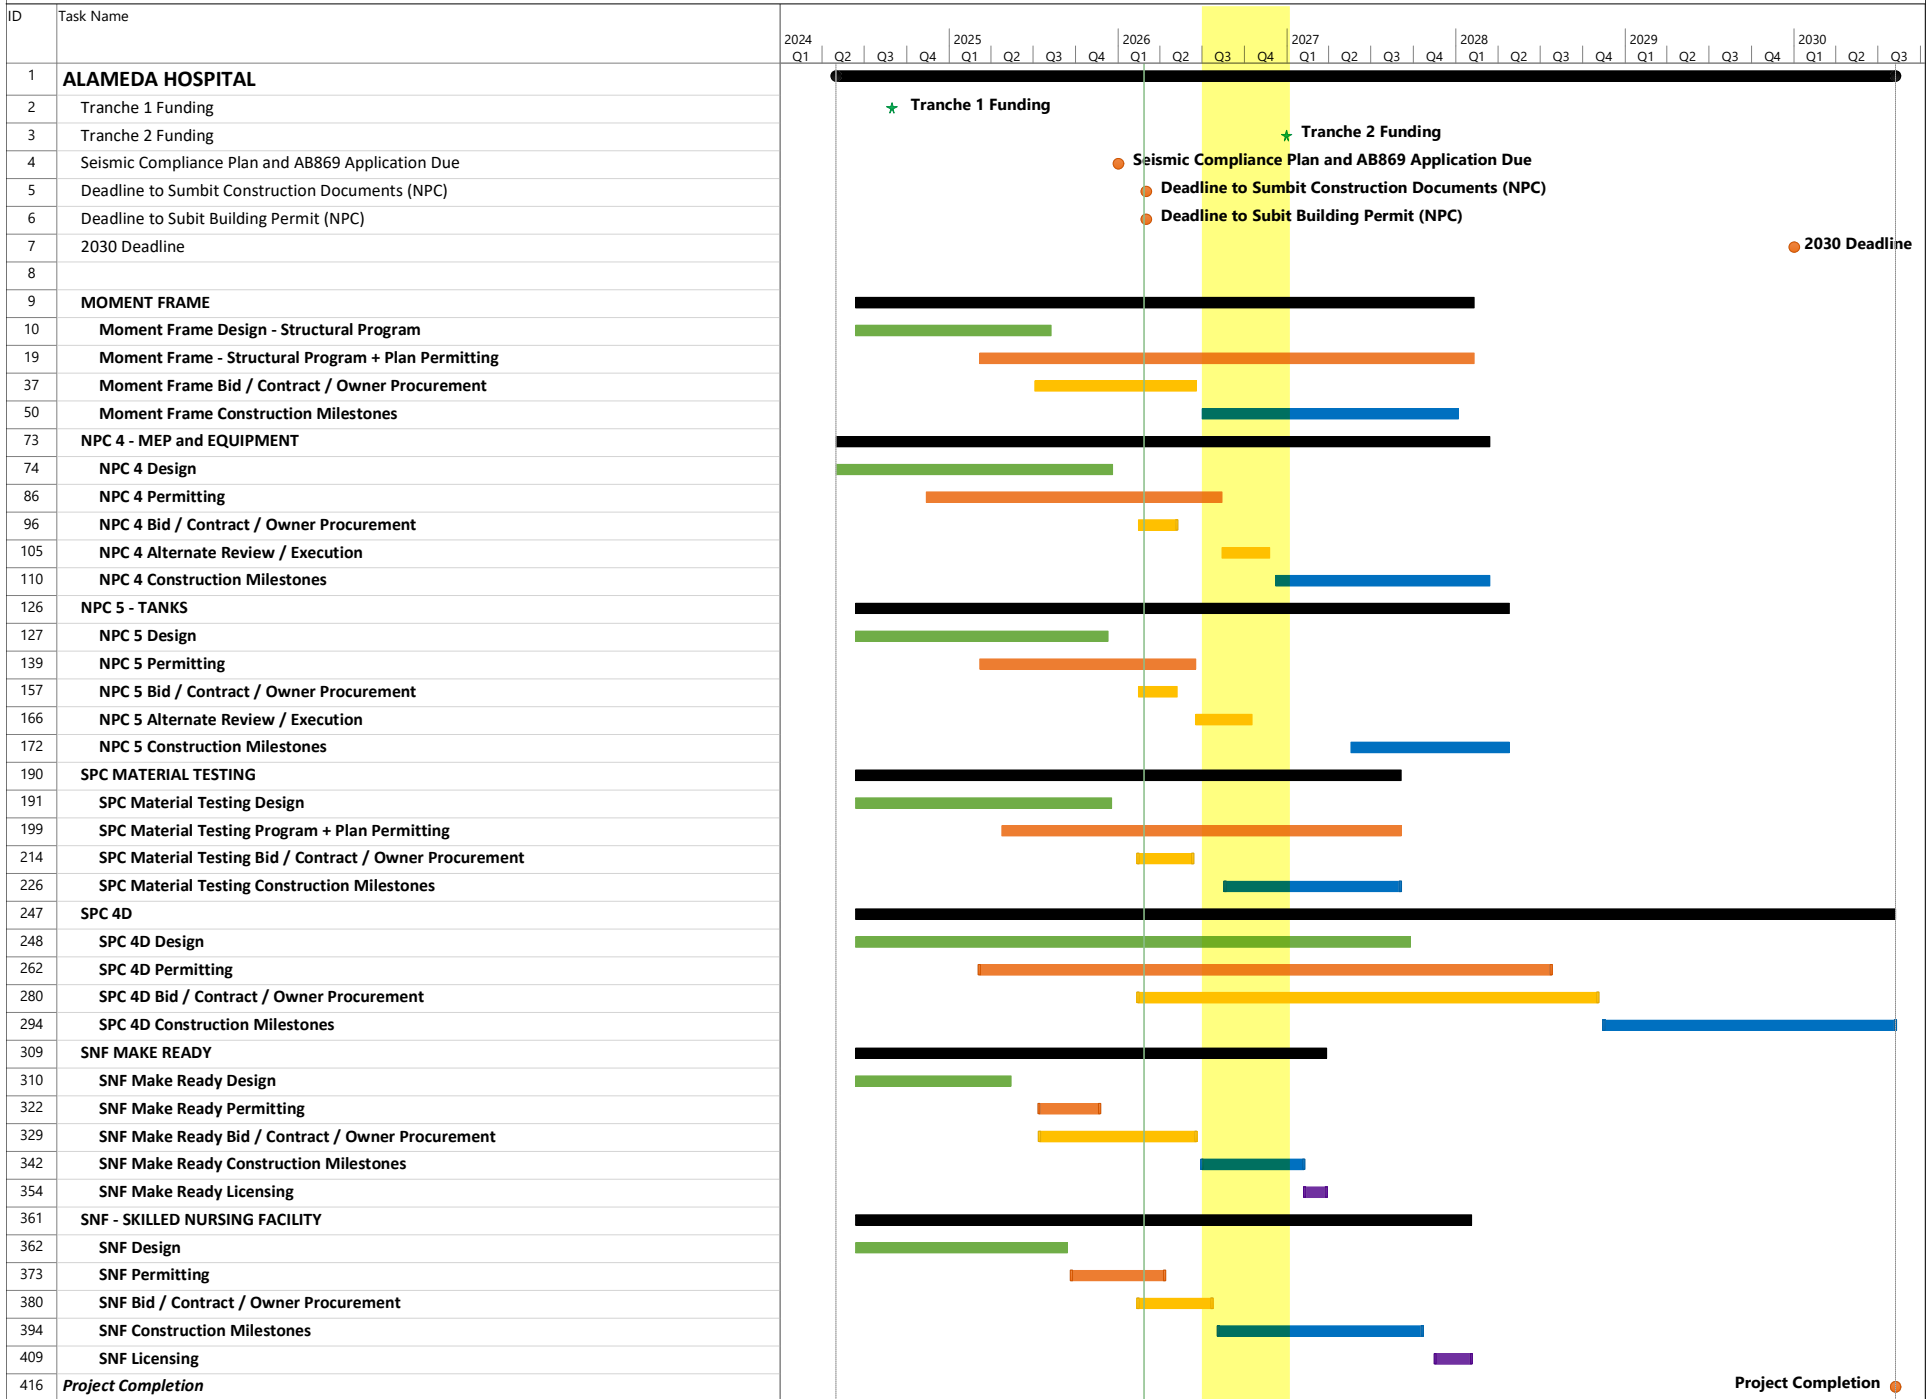 ID Task Name
2024 2025 2026 2027 2028 2029 2030
Q1 Q2 Q3 Q4 Q1 Q2 Q3 Q4 Q1 Q2 Q3 Q4 Q1 Q2 Q3 Q4 Q1 Q2 Q3 Q4 Q1 Q2 Q3 Q4 Q1 Q2 Q3
1 ALAMEDA HOSPITAL
2 Tranche 1 Funding Tranche 1 Funding
3 Tranche 2 Funding Tranche 2 Funding
4 Seismic Compliance Plan and AB869 Application Due Seismic Compliance Plan and AB869 Application Due
5 Deadline to Sumbit Construction Documents (NPC) Deadline to Sumbit Construction Documents (NPC)
6 Deadline to Subit Building Permit (NPC) Deadline to Subit Building Permit (NPC)
7 2030 Deadline 2030 Deadline
8
9 MOMENT FRAME
10 Moment Frame Design - Structural Program
19 Moment Frame - Structural Program + Plan Permitting
37 Moment Frame Bid / Contract / Owner Procurement
50 Moment Frame Construction Milestones
73 NPC 4 - MEP and EQUIPMENT
74 NPC 4 Design
86 NPC 4 Permitting
96 NPC 4 Bid / Contract / Owner Procurement
105 NPC 4 Alternate Review / Execution
110 NPC 4 Construction Milestones
126 NPC 5 - TANKS
127 NPC 5 Design
139 NPC 5 Permitting
157 NPC 5 Bid / Contract / Owner Procurement
166 NPC 5 Alternate Review / Execution
172 NPC 5 Construction Milestones
190 SPC MATERIAL TESTING
191 SPC Material Testing Design
199 SPC Material Testing Program + Plan Permitting
214 SPC Material Testing Bid / Contract / Owner Procurement
226 SPC Material Testing Construction Milestones
247 SPC 4D
248 SPC 4D Design
262 SPC 4D Permitting
280 SPC 4D Bid / Contract / Owner Procurement
294 SPC 4D Construction Milestones
309 SNF MAKE READY
310 SNF Make Ready Design
322 SNF Make Ready Permitting
329 SNF Make Ready Bid / Contract / Owner Procurement
342 SNF Make Ready Construction Milestones
354 SNF Make Ready Licensing
361 SNF - SKILLED NURSING FACILITY
362 SNF Design
373 SNF Permitting
380 SNF Bid / Contract / Owner Procurement
394 SNF Construction Milestones
409 SNF Licensing
416 Project Completion Project Completion